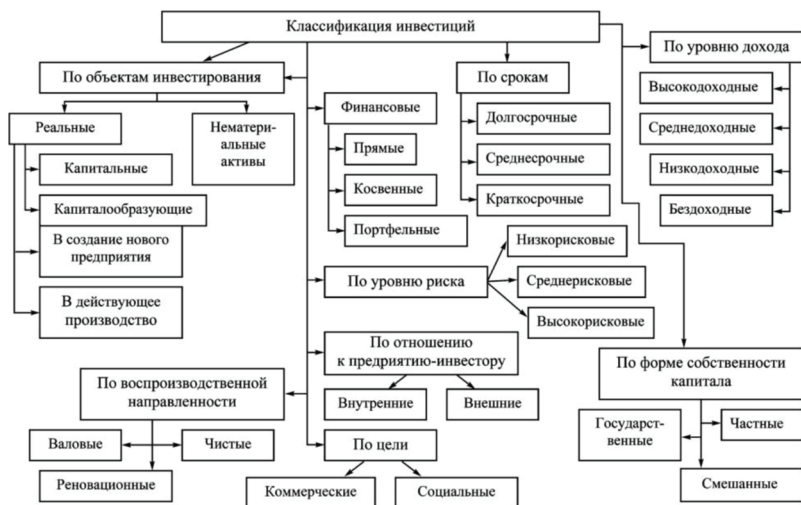 Классификация инвестиций
По объектам инвестирования
Реальные
Нематери-
альные
активы
Капитальные
Капиталообразующие
В создание нового
предприятия
В действующее
производство
Финансовые
Прямые
Косвенные
Портфельные
По срокам
Долгосрочные
Среднесрочные
Краткосрочные
По уровню дохода
Высокодоходные
Среднедоходные
Низкодоходные
Бездоходные
По уровню риска
Низкорисковые
Среднерисковые
Высокорисковые
По отношению
к предприятию-инвестору
Внутренние
Внешние
По воспроизводственной
направленности
Валовые
Чистые
Реновационные
По цели
Коммерческие
Социальные
По форме собственности
капитала
Государст-
венные
Частные
Смешанные